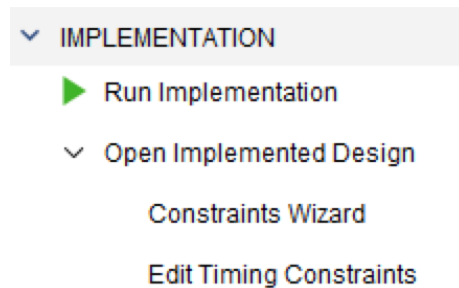 IMPLEMENTATION
Run Implementation
Open Implemented Design
Constraints Wizard
Edit Timing Constraints